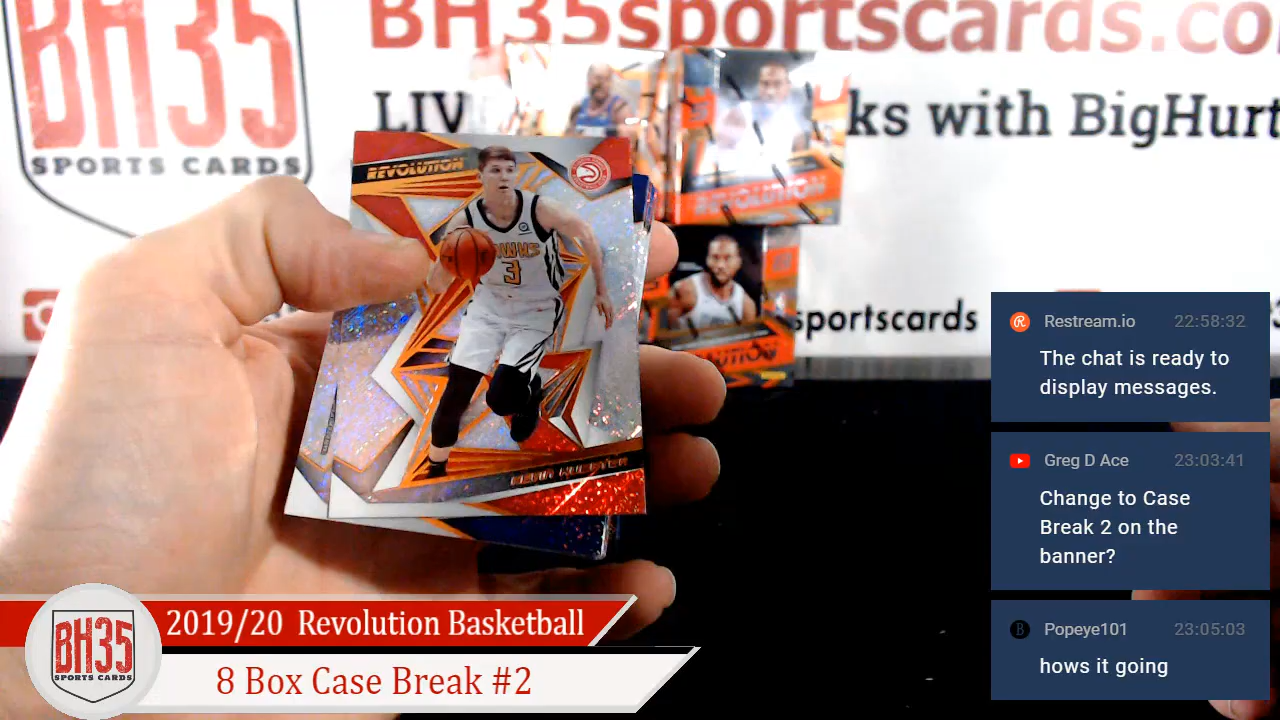 BH35
SPORTS CARDS
BH35sportscards.co
LIV
ks with BigHurt
REVOLUTION
HAWKS
3
REVOLUTION
sportscards
Restream.io 22:58:32
The chat is ready to
display messages.
Greg D Ace 23:03:41
Change to Case
Break 2 on the
banner?
Popeye101 23:05:03
hows it going
BH35
SPORTS CARDS
2019/20 Revolution Basketball
8 Box Case Break #2